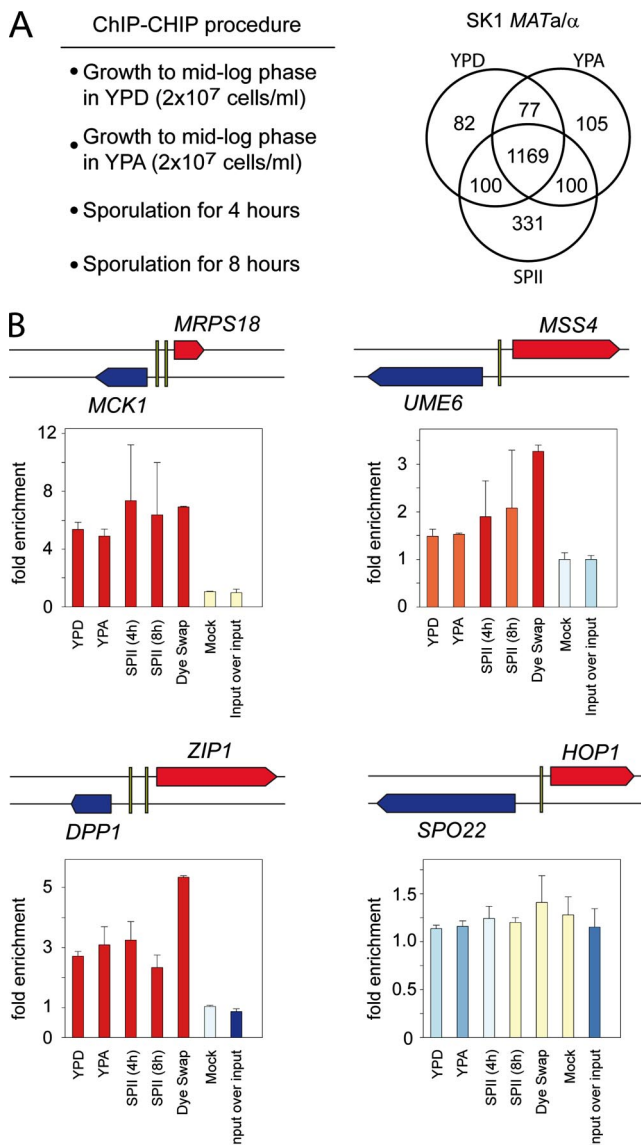 A
ChIP-CHIP procedure
• Growth to mid-log phase
in YPD (2x10⁷ cells/ml)
• Growth to mid-log phase
in YPA (2x10⁷ cells/ml)
• Sporulation for 4 hours
• Sporulation for 8 hours
SK1 MATa/α
YPD
YPA
82
77
105
1169
100
100
331
SPII
B
MRPS18
MCK1
12
8
4
0
fold enrichment
YPD
YPA
SPII (4h)
SPII (8h)
Dye Swap
Mock
Input over input
MSS4
UME6
3
2
1
0
fold enrichment
YPD
YPA
SPII (4h)
SPII (8h)
Dye Swap
Mock
Input over input
ZIP1
DPP1
5
3
1
0
fold enrichment
YPD
YPA
SPII (4h)
SPII (8h)
Dye Swap
Mock
nput over input
HOP1
SPO22
1.5
1.0
0.5
0
fold enrichment
YPD
YPA
SPII (4h)
SPII (8h)
Dye Swap
Mock
nput over input